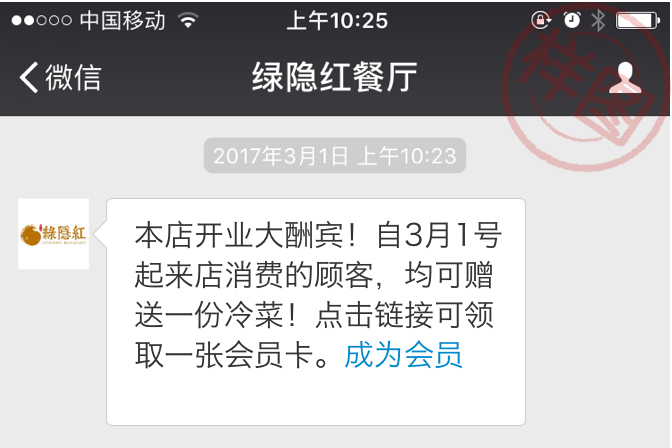 中国移动 上午10:25
微信 绿隐红餐厅
2017年3月1日 上午10:23
綠隱紅
本店开业大酬宾！自3月1号
起来店消费的顾客，均可赠
送一份冷菜！点击链接可领
取一张会员卡。成为会员